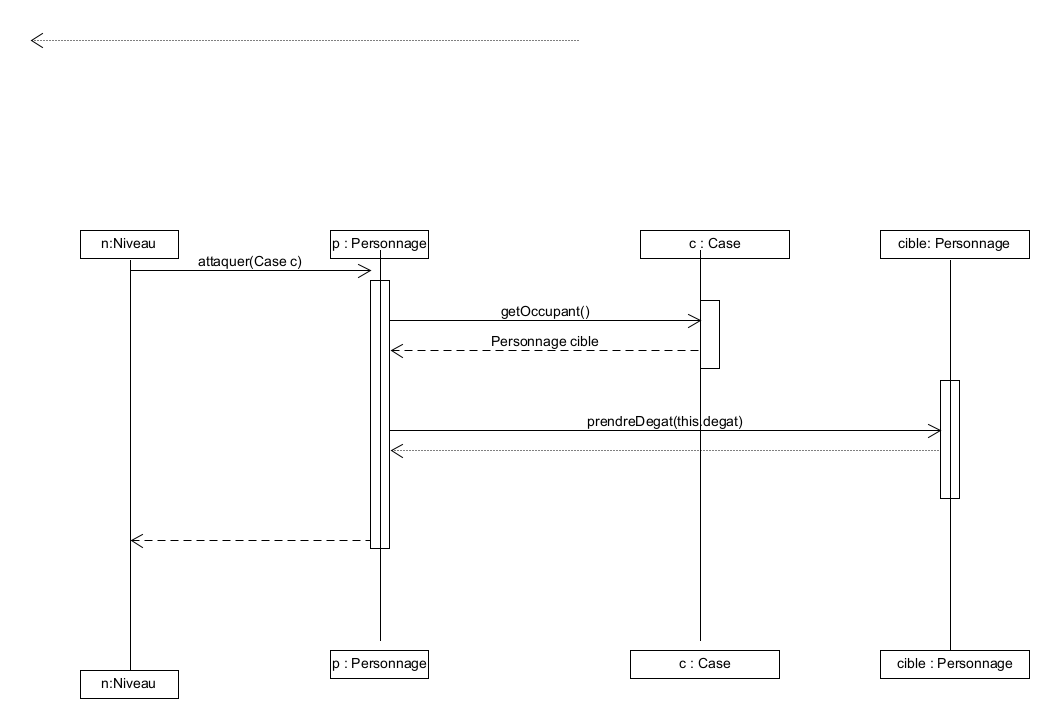 n:Niveau
p : Personnage
c : Case
cible: Personnage
attaquer(Case c)
getOccupant()
Personnage cible
prendreDegat(this.degat)
p : Personnage
c : Case
cible : Personnage
n:Niveau